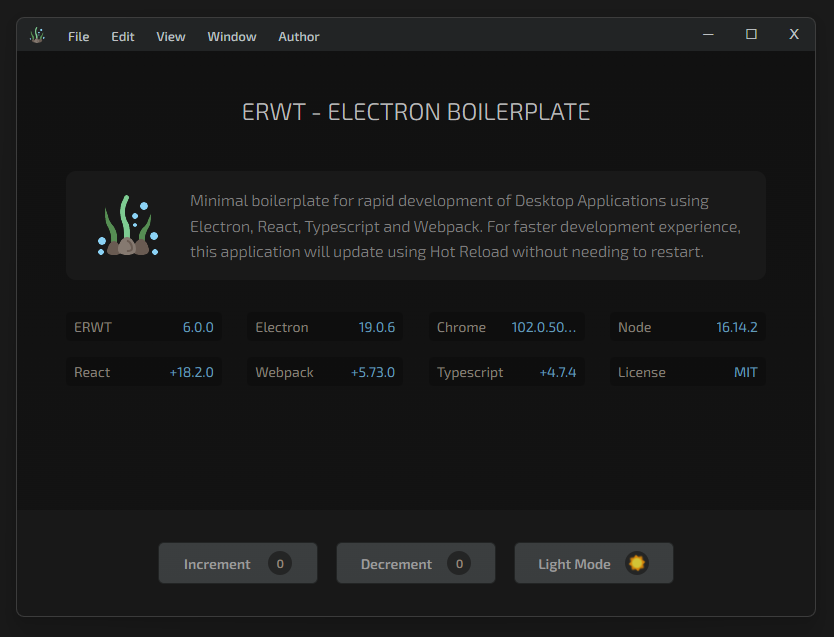 File Edit View Window Author
X
ERWT - ELECTRON BOILERPLATE
Minimal boilerplate for rapid development of Desktop Applications using
Electron, React, Typescript and Webpack. For faster development experience,
this application will update using Hot Reload without needing to restart.
ERWT 6.0.0 Electron 19.0.6 Chrome 102.0.50... Node 16.14.2
React +18.2.0 Webpack +5.73.0 Typescript +4.7.4 License MIT
Increment 0 Decrement 0 Light Mode